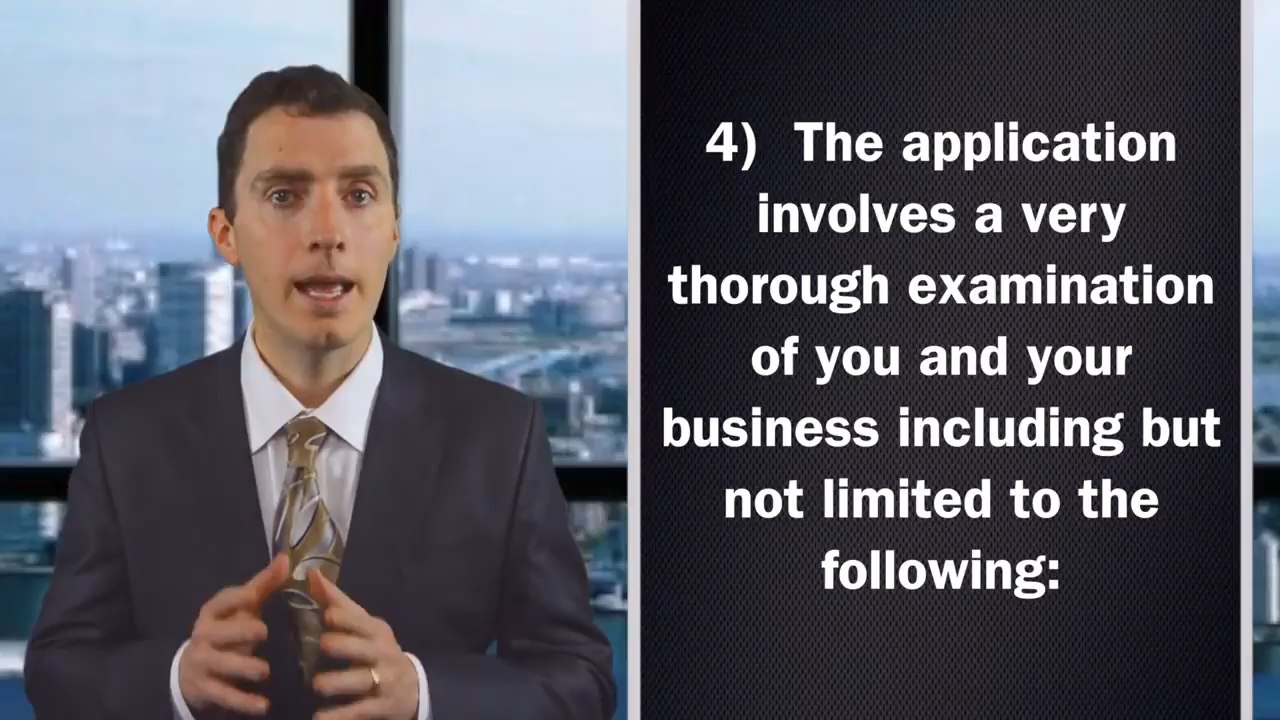 4) The application
involves a very
thorough examination
of you and your
business including but
not limited to the
following: